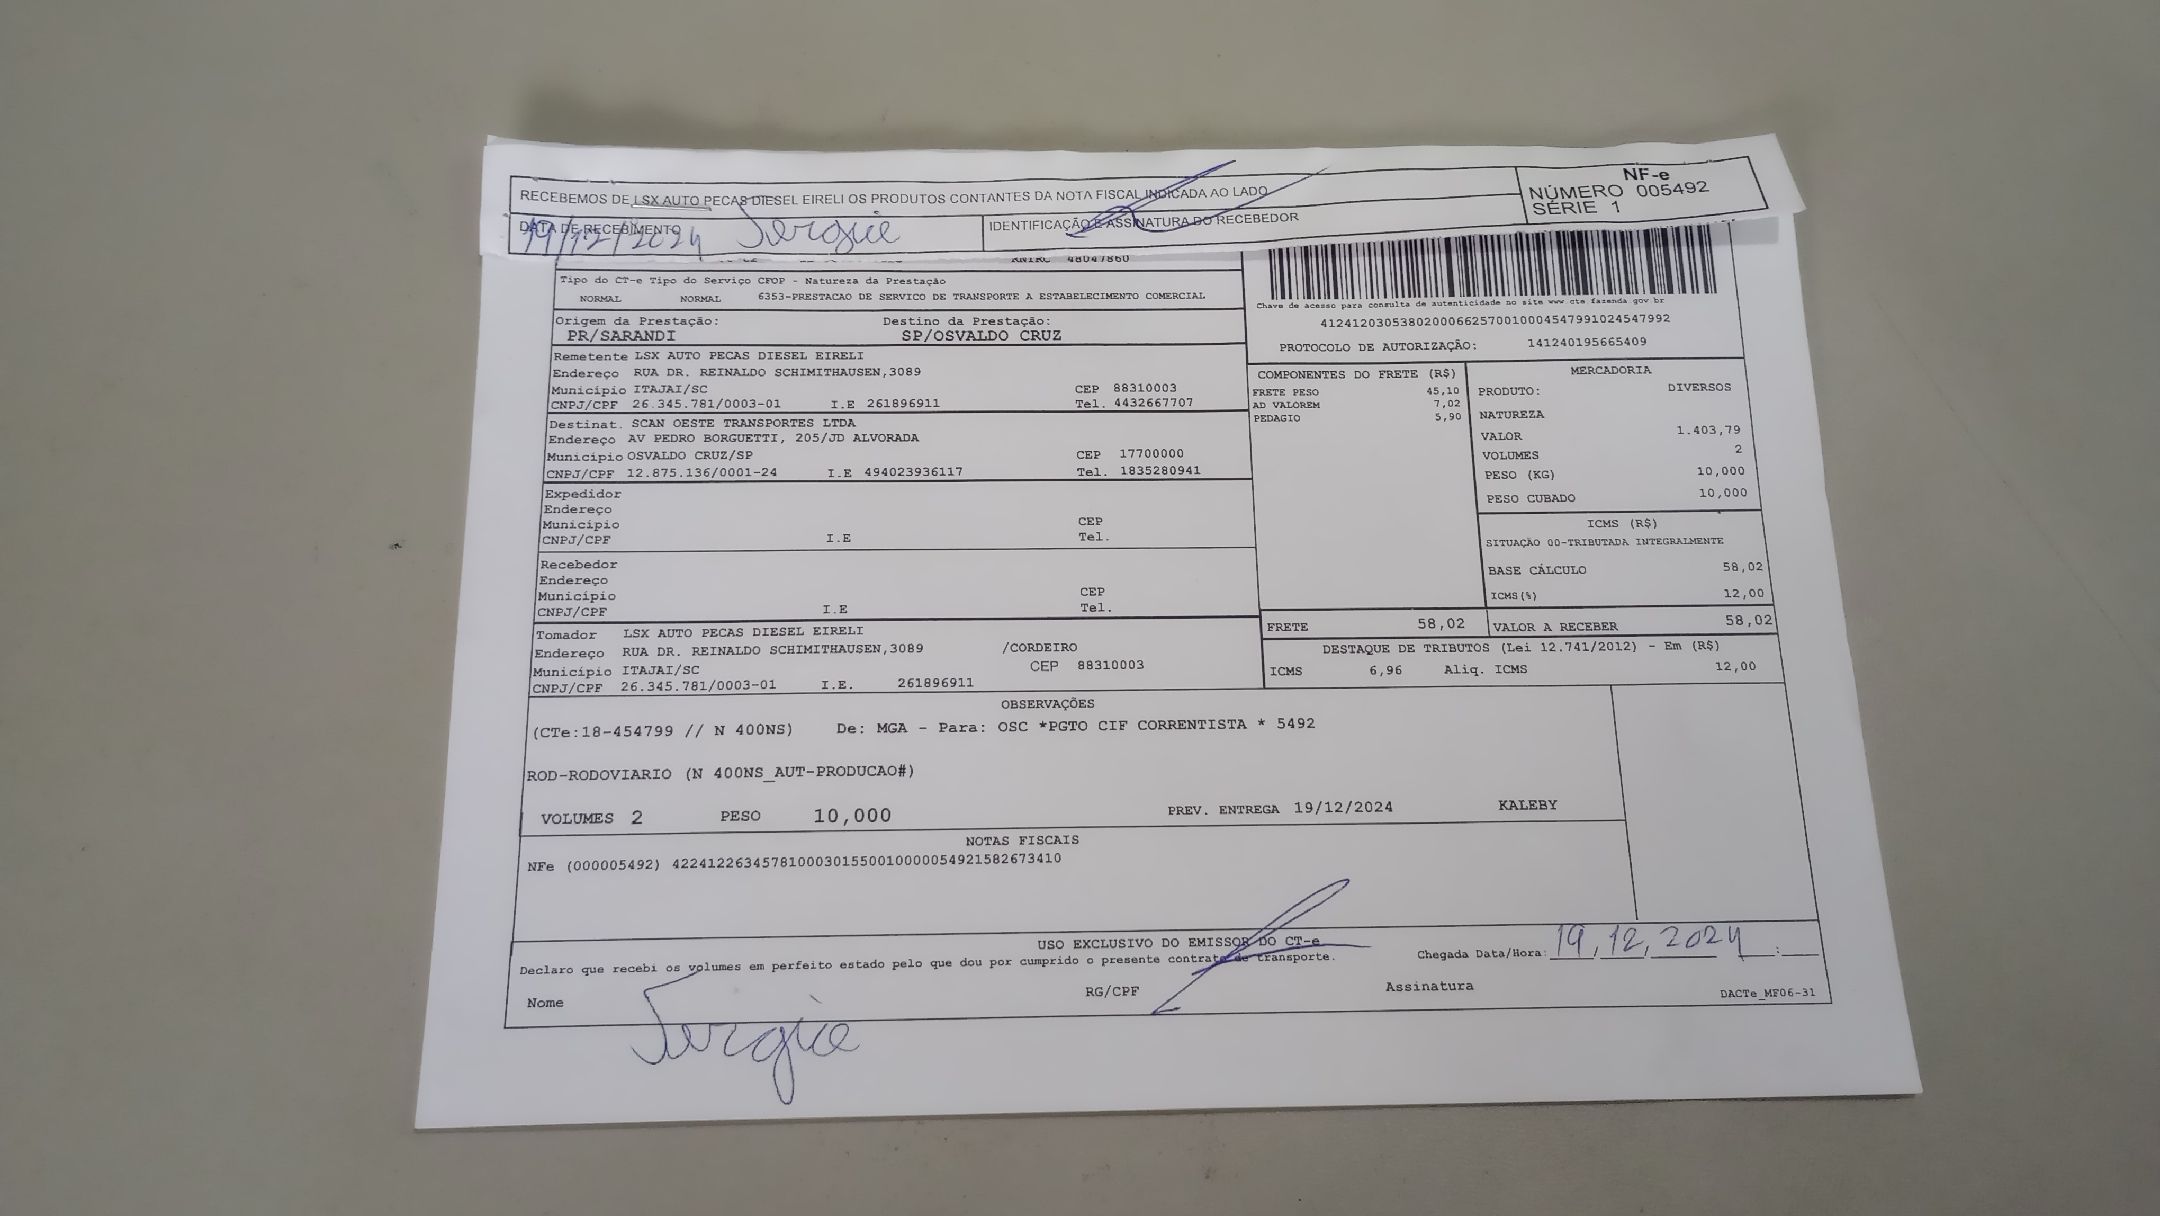 RECEBEMOS DE LSX AUTO PECAS DIESEL EIRELI OS PRODUTOS CONTANTES DA NOTA FISCAL INDICADA AO LADO
NF-e
NÚMERO 005492
SÉRIE 1
DATA DE RECEBIMENTO
19/12/2024 Sergio
IDENTIFICAÇÃO E ASSINATURA DO RECEBEDOR
RNTRC 48047860
Tipo do CT-e Tipo do Serviço CFOP - Natureza da Prestação
NORMAL NORMAL 6353-PRESTACAO DE SERVICO DE TRANSPORTE A ESTABELECIMENTO COMERCIAL
Origem da Prestação: Destino da Prestação:
PR/SARANDI SP/OSVALDO CRUZ
Chave de acesso para consulta de autenticidade no site www cte fazenda gov br
41241203053802000662570010004547991024547992
PROTOCOLO DE AUTORIZAÇÃO: 141240195665409
Remetente LSX AUTO PECAS DIESEL EIRELI
Endereço RUA DR. REINALDO SCHIMITHAUSEN,3089
Município ITAJAI/SC CEP 88310003
CNPJ/CPF 26.345.781/0003-01 I.E 261896911 Tel. 4432667707
Destinat. SCAN OESTE TRANSPORTES LTDA
Endereço AV PEDRO BORGUETTI, 205/JD ALVORADA
Município OSVALDO CRUZ/SP CEP 17700000
CNPJ/CPF 12.875.136/0001-24 I.E 494023936117 Tel. 1835280941
Expedidor
Endereço
Município CEP
CNPJ/CPF I.E Tel.
Recebedor
Endereço
Município CEP
CNPJ/CPF I.E Tel.
Tomador LSX AUTO PECAS DIESEL EIRELI
Endereço RUA DR. REINALDO SCHIMITHAUSEN,3089 /CORDEIRO
Município ITAJAI/SC CEP 88310003
CNPJ/CPF 26.345.781/0003-01 I.E. 261896911
COMPONENTES DO FRETE (R$)
FRETE PESO 45,10
AD VALOREM 7,02
PEDAGIO 5,90
MERCADORIA
PRODUTO: DIVERSOS
NATUREZA
VALOR 1.403,79
VOLUMES 2
PESO (KG) 10,000
PESO CUBADO 10,000
ICMS (R$)
SITUAÇÃO 00-TRIBUTADA INTEGRALMENTE
BASE CÁLCULO 58,02
ICMS(%) 12,00
FRETE 58,02 VALOR A RECEBER 58,02
DESTAQUE DE TRIBUTOS (Lei 12.741/2012) - Em (R$)
ICMS 6,96 Aliq. ICMS 12,00
OBSERVAÇÕES
(CTe:18-454799 // N 400NS) De: MGA - Para: OSC *PGTO CIF CORRENTISTA * 5492
ROD-RODOVIARIO (N 400NS_AUT-PRODUCAO#)
VOLUMES 2 PESO 10,000 PREV. ENTREGA 19/12/2024 KALEBY
NOTAS FISCAIS
NFe (000005492) 42241226345781000301550010000054921582673410
USO EXCLUSIVO DO EMISSOR DO CT-e
Declaro que recebi os volumes em perfeito estado pelo que dou por cumprido o presente contrato de transporte.
Chegada Data/Hora: 19,12,2024 :
Nome RG/CPF Assinatura
Sergio
DACTe_MF06-31